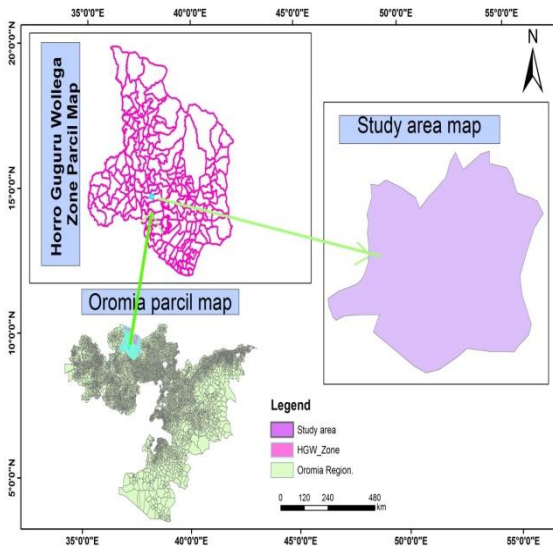 35°0'0"E 40°0'0"E 45°0'0"E 50°0'0"E 55°0'0"E
20°0'0"N
15°0'0"N
10°0'0"N
5°0'0"N
Horro Guguru Wollega
Zone Parcil Map
N
Study area map
Oromia parcil map
Legend
Study area
HGW_Zone
Oromia Region.
0 120 240 480
km
35°0'0"E 40°0'0"E 45°0'0"E 50°0'0"E 55°0'0"E